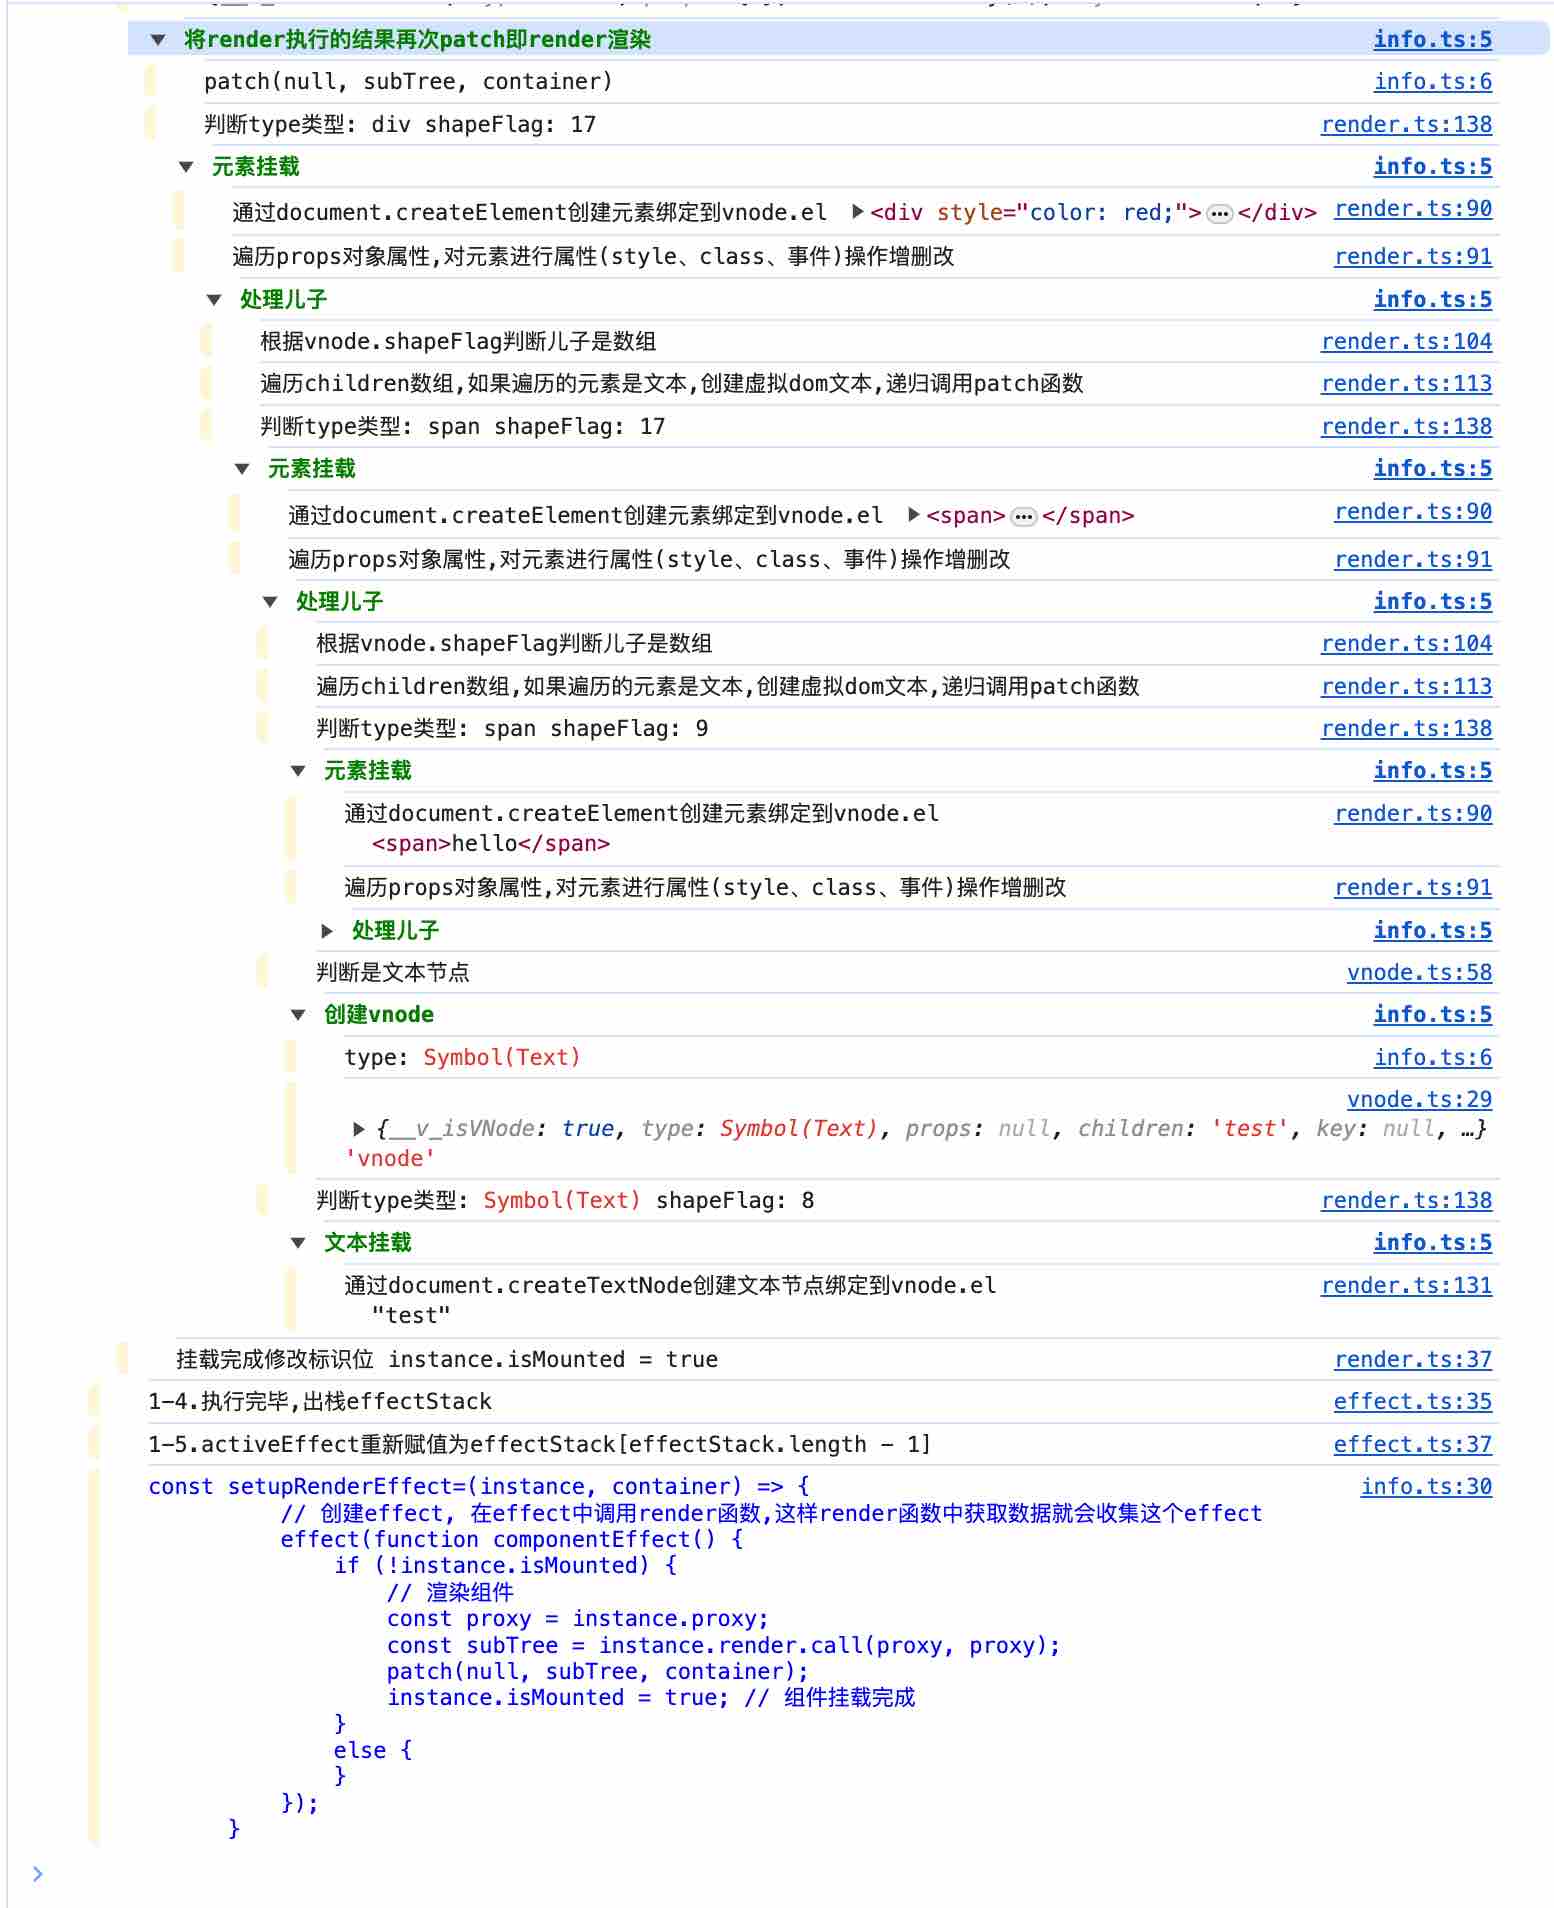 将render执行的结果再次patch即render渲染 info.ts:5
patch(null, subTree, container) info.ts:6
判断type类型: div shapeFlag: 17 render.ts:138
元素挂载 info.ts:5
通过document.createElement创建元素绑定到vnode.el <div style="color: red;">…</div> render.ts:90
遍历props对象属性,对元素进行属性(style、class、事件)操作增删改 render.ts:91
处理儿子 info.ts:5
根据vnode.shapeFlag判断儿子是数组 render.ts:104
遍历children数组,如果遍历的元素是文本,创建虚拟dom文本,递归调用patch函数 render.ts:113
判断type类型: span shapeFlag: 17 render.ts:138
元素挂载 info.ts:5
通过document.createElement创建元素绑定到vnode.el <span>…</span> render.ts:90
遍历props对象属性,对元素进行属性(style、class、事件)操作增删改 render.ts:91
处理儿子 info.ts:5
根据vnode.shapeFlag判断儿子是数组 render.ts:104
遍历children数组,如果遍历的元素是文本,创建虚拟dom文本,递归调用patch函数 render.ts:113
判断type类型: span shapeFlag: 9 render.ts:138
元素挂载 info.ts:5
通过document.createElement创建元素绑定到vnode.el render.ts:90
<span>hello</span>
遍历props对象属性,对元素进行属性(style、class、事件)操作增删改 render.ts:91
处理儿子 info.ts:5
判断是文本节点 vnode.ts:58
创建vnode info.ts:5
type: Symbol(Text) info.ts:6
vnode.ts:29
{__v_isVNode: true, type: Symbol(Text), props: null, children: 'test', key: null, …}
'vnode'
判断type类型: Symbol(Text) shapeFlag: 8 render.ts:138
文本挂载 info.ts:5
通过document.createTextNode创建文本节点绑定到vnode.el render.ts:131
"test"
挂载完成修改标识位 instance.isMounted = true render.ts:37
1-4.执行完毕,出栈effectStack effect.ts:35
1-5.activeEffect重新赋值为effectStack[effectStack.length - 1] effect.ts:37
const setupRenderEffect=(instance, container) => { info.ts:30
// 创建effect, 在effect中调用render函数,这样render函数中获取数据就会收集这个effect
effect(function componentEffect() {
if (!instance.isMounted) {
// 渲染组件
const proxy = instance.proxy;
const subTree = instance.render.call(proxy, proxy);
patch(null, subTree, container);
instance.isMounted = true; // 组件挂载完成
}
else {
}
});
}